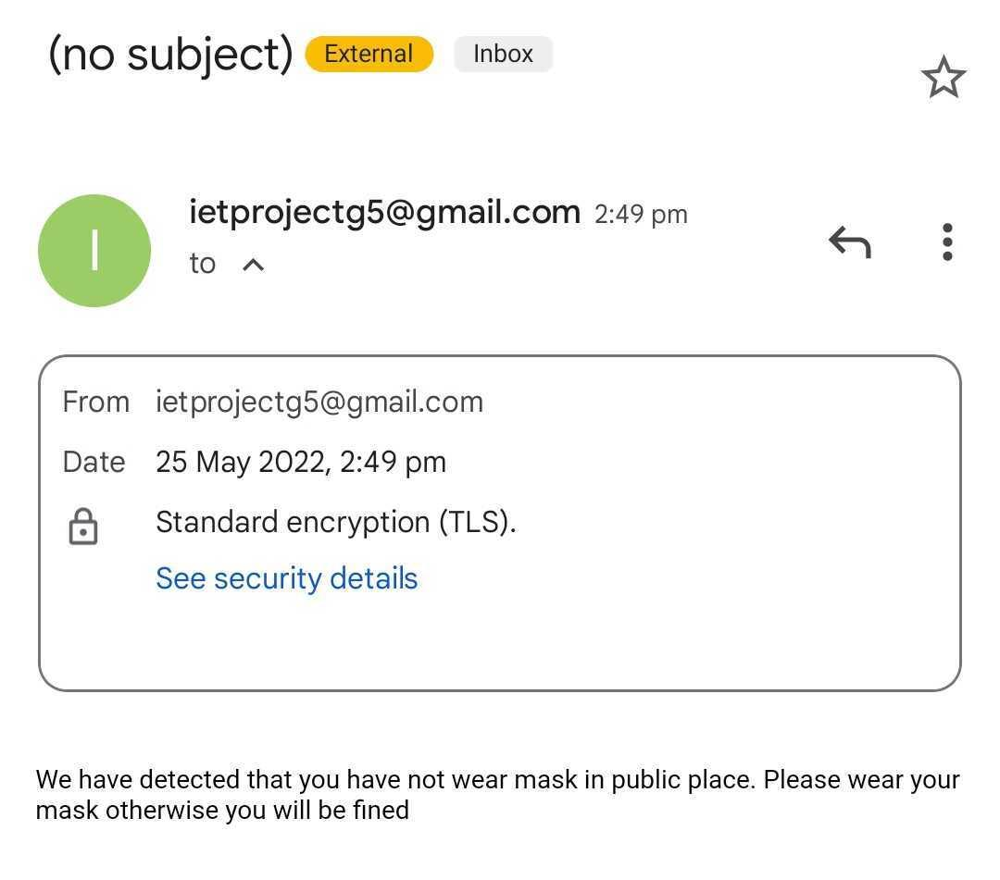 (no subject) External Inbox
I
ietprojectg5@gmail.com 2:49 pm
to
From ietprojectg5@gmail.com
Date 25 May 2022, 2:49 pm
Standard encryption (TLS).
See security details
We have detected that you have not wear mask in public place. Please wear your
mask otherwise you will be fined